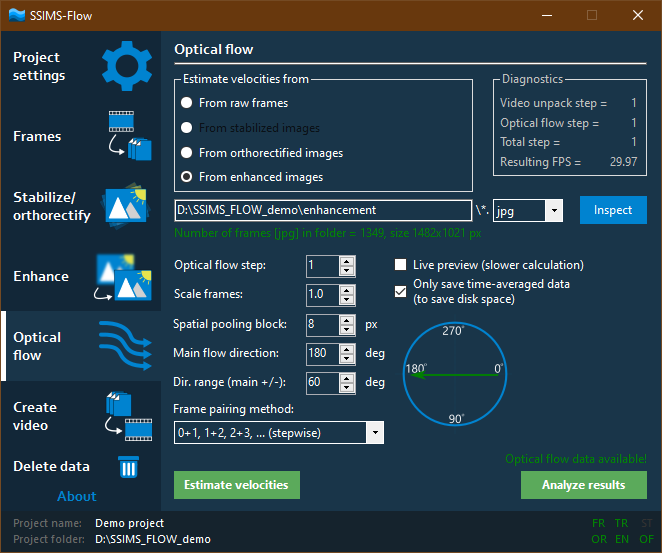 SSIMS-Flow
Project
settings
Frames
Stabilize/
orthorectify
Enhance
Optical
flow
Create
video
Delete data
About
Optical flow
Estimate velocities from
From raw frames
From stabilized images
From orthorectified images
From enhanced images
Diagnostics
Video unpack step = 1
Optical flow step = 1
Total step = 1
Resulting FPS = 29.97
D:\SSIMS_FLOW_demo\enhancement \*. jpg Inspect
Number of frames [jpg] in folder = 1349, size 1482x1021 px
Optical flow step: 1
Scale frames: 1.0
Spatial pooling block: 8 px
Main flow direction: 180 deg
Dir. range (main +/-): 60 deg
Frame pairing method:
0+1, 1+2, 2+3, ... (stepwise)
Live preview (slower calculation)
Only save time-averaged data
(to save disk space)
270°
180° 0°
90°
Optical flow data available!
Estimate velocities Analyze results
Project name: Demo project
Project folder: D:\SSIMS_FLOW_demo
FR TR ST
OR EN OF